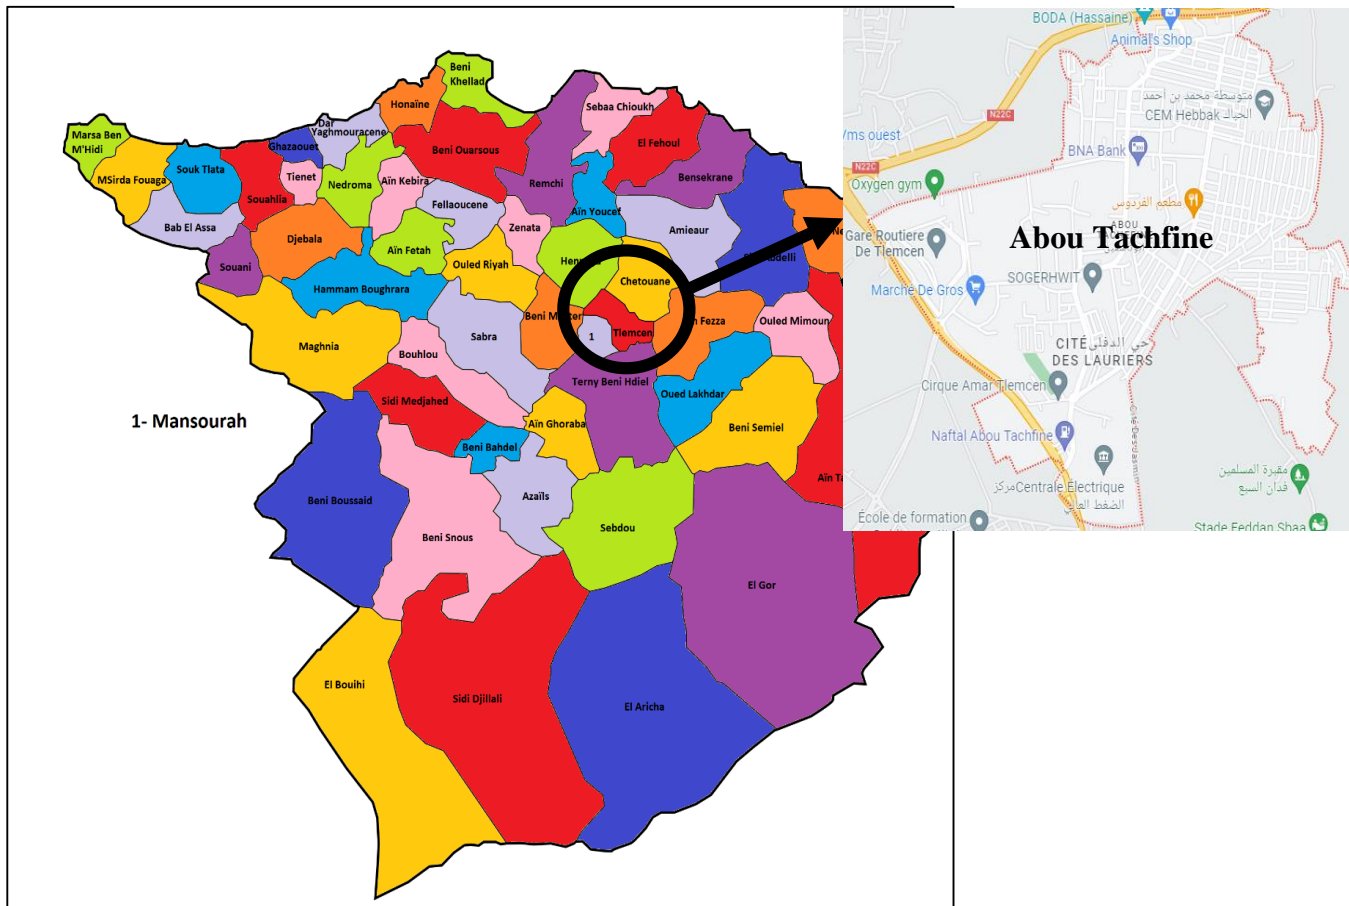 Beni
Khellad
Honaïne
Sebaa Chioukh
Dar
Yaghmouracene
Marsa Ben
M'Hidi
Ghazaouet
Beni Ouarsous
El Fehoul
MSirda Fouaga
Souk Tlata
Tienet
Nedroma
Aïn Kebira
Remchi
Bensekrane
Souahlia
Fellaoucene
Aïn Youcef
Bab El Assa
Djebala
Zenata
Amieaur
Aïn Fetah
Souani
Ouled Riyah
Chetouane
Hammam Boughrara
Ouled Mimoun
Tlemcen
Sabra
1
Maghnia
Bouhlou
Terny Beni Hdiel
Sidi Medjahed
Oued Lakhdar
1- Mansourah
Aïn Ghoraba
Beni Semiel
Beni Bahdel
Beni Boussaid
Azaïls
Sebdou
Beni Snous
El Gor
El Bouihi
Sidi Djillali
El Aricha
BODA (Hassaine)
Animal's Shop
متوسطة محمد بن أحمد
الحباك CEM Hebbak
N22C
ms ouest
BNA Bank
N22C
Oxygen gym
مطعم الفردوس
ABOU
Abou Tachfine
Gare Routiere
De Tlemcen
SOGERHWIT
Marche De Gros
CITÉ حي الدفلى
DES LAURIERS
Cirque Amar Tlemcen
Naftal Abou Tachfine
مقبرة المسلمين
فدان السبع
Centrale Électrique مركز
الضغط العالي
École de formation
Stade Feddan Sbaa